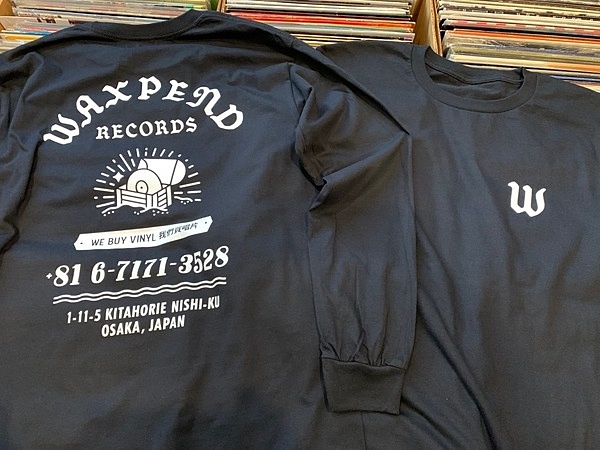 WAXPEND
RECORDS
WE BUY VINYL 我們買唱片
+81 6-7171-3528
1-11-5 KITAHORIE NISHI-KU
OSAKA, JAPAN
W